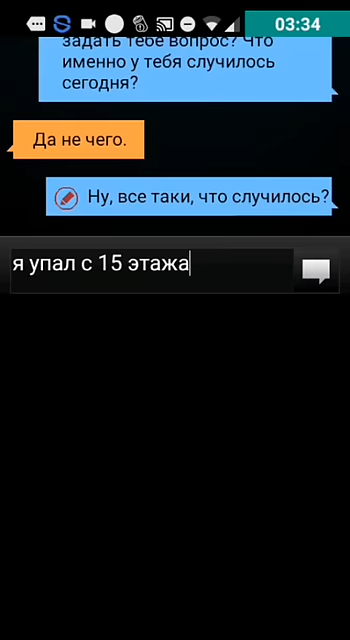 03:34
задать тебе вопрос? Что
именно у тебя случилось
сегодня?
Да не чего.
Ну, все таки, что случилось?
я упал с 15 этажа